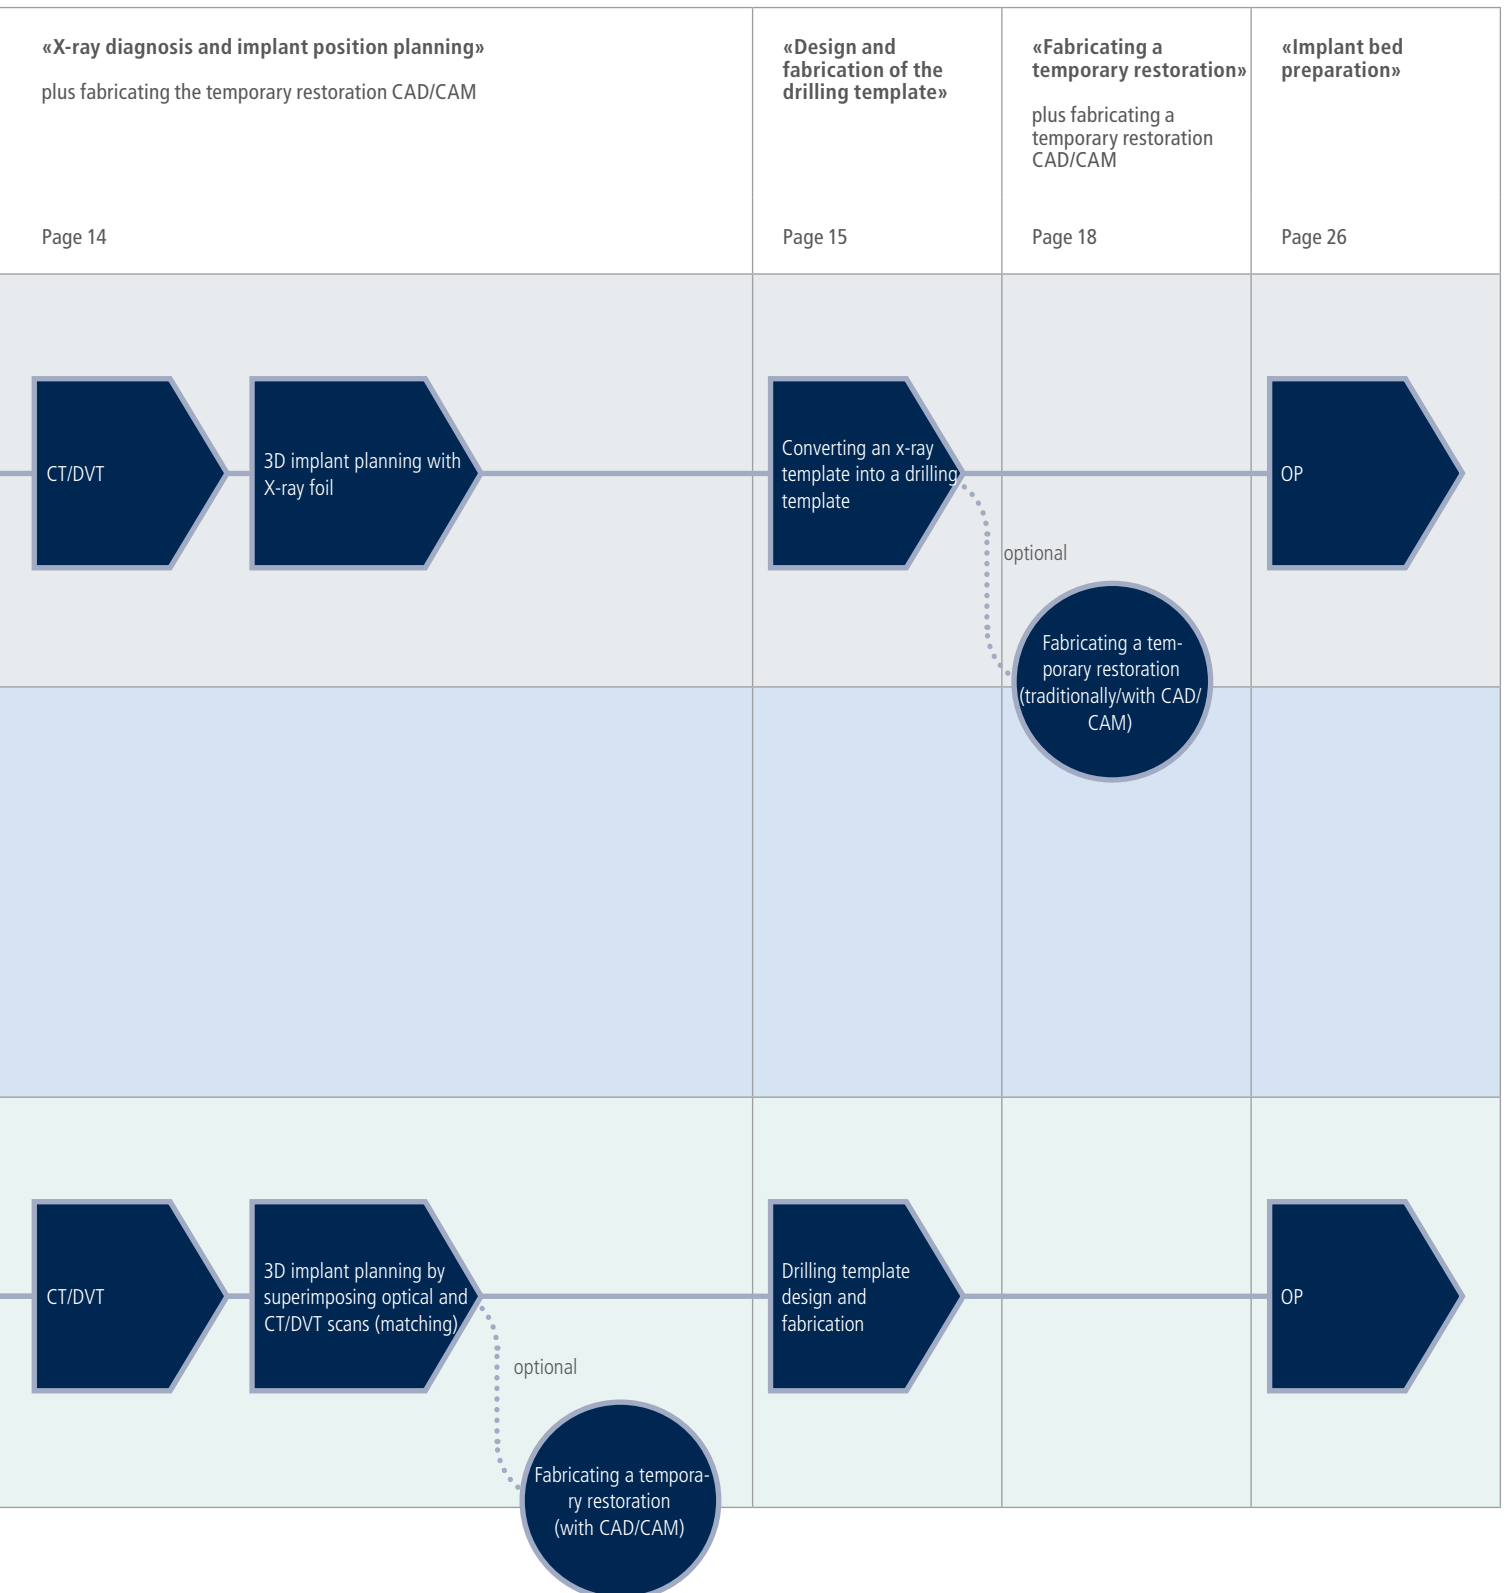 «X-ray diagnosis and implant position planning»
plus fabricating the temporary restoration CAD/CAM
Page 14
«Design and
fabrication of the
drilling template»
Page 15
«Fabricating a
temporary restoration»
plus fabricating a
temporary restoration
CAD/CAM
Page 18
«Implant bed
preparation»
Page 26
CT/DVT
3D implant planning with
X-ray foil
Converting an x-ray
template into a drilling
template
optional
Fabricating a tem-
porary restoration
(traditionally/with CAD/
CAM)
OP
CT/DVT
3D implant planning by
superimposing optical and
CT/DVT scans (matching)
optional
Fabricating a tempora-
ry restoration
(with CAD/CAM)
Drilling template
design and
fabrication
OP